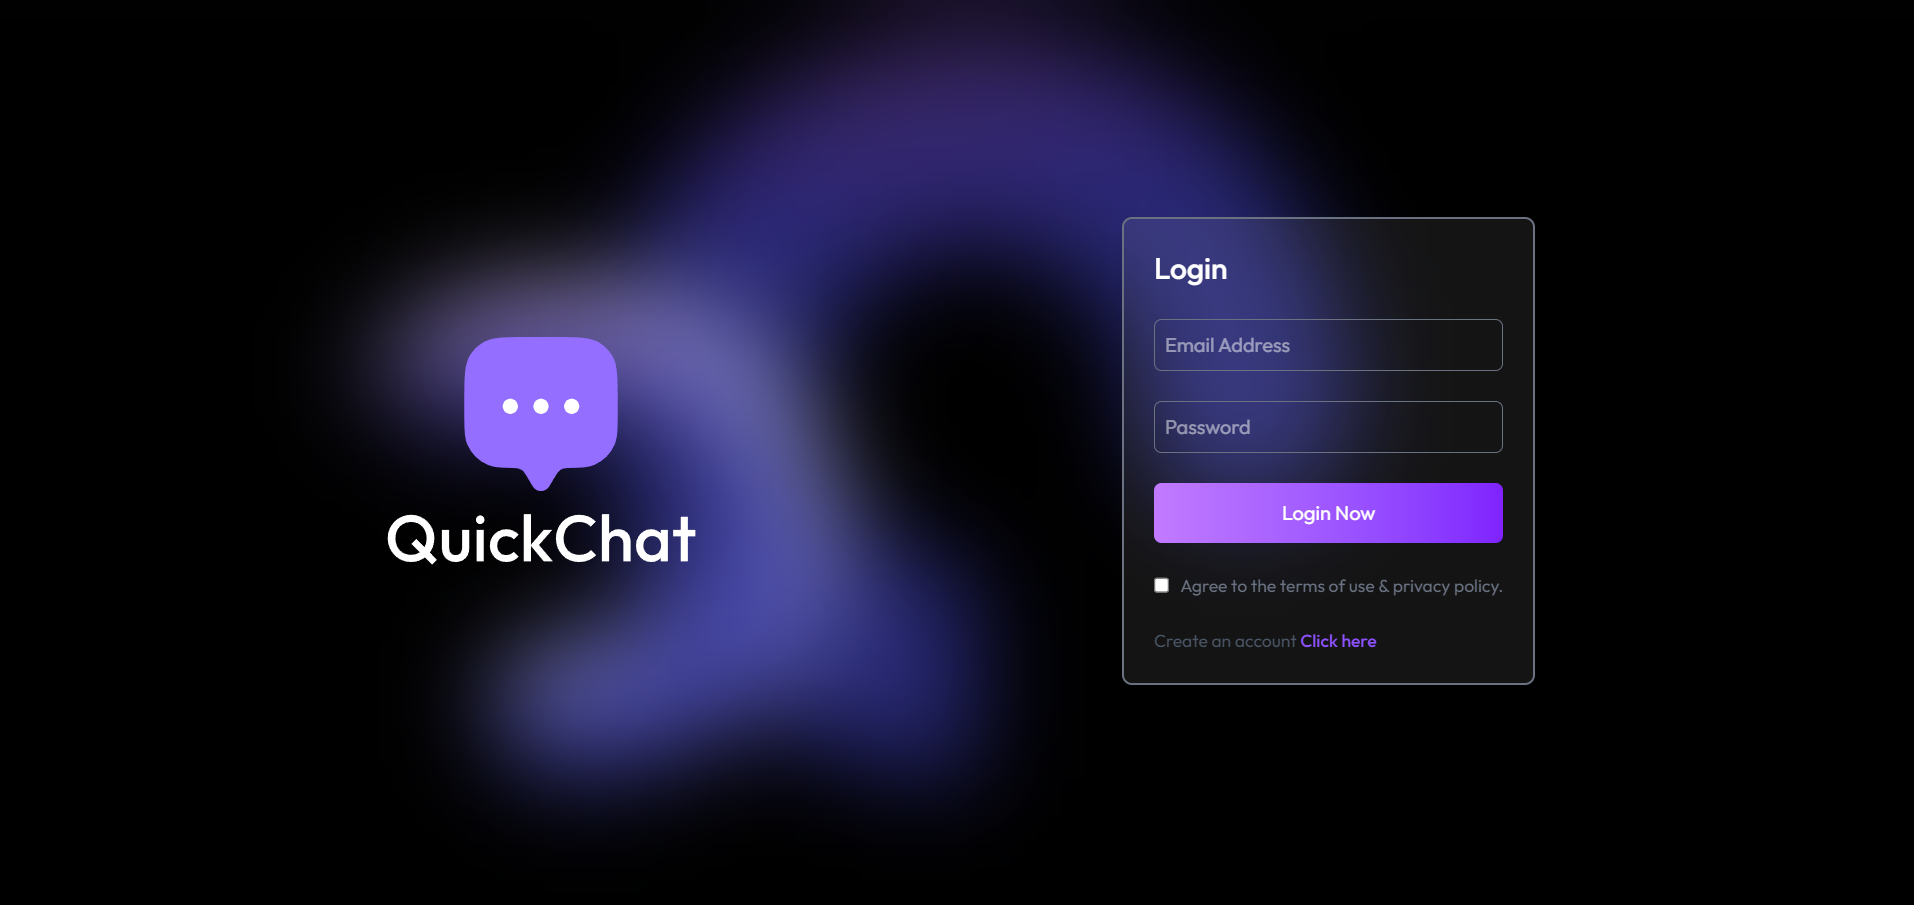 QuickChat
Login
Email Address
Password
Login Now
Agree to the terms of use & privacy policy.
Create an account Click here